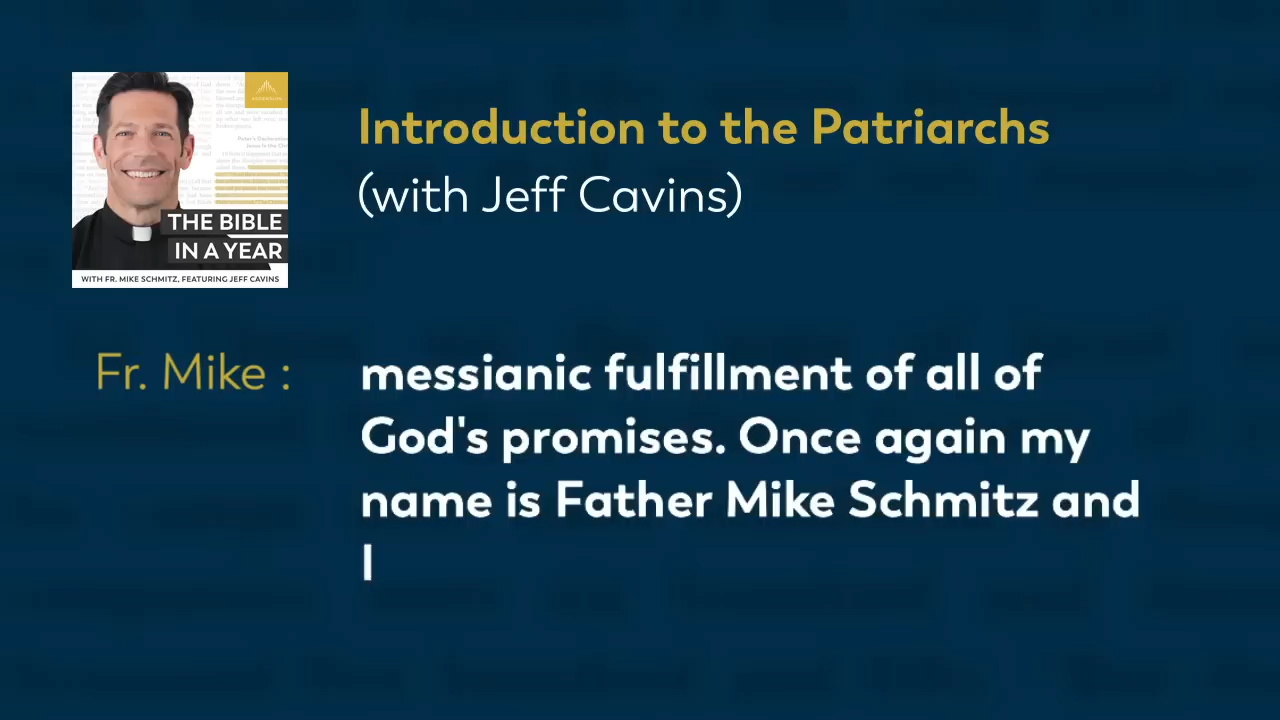 Introduction to the Patriarchs
(with Jeff Cavins)
THE BIBLE
IN A YEAR
WITH FR. MIKE SCHMITZ, FEATURING JEFF CAVINS
Fr. Mike :
messianic fulfillment of all of
God's promises. Once again my
name is Father Mike Schmitz and
I